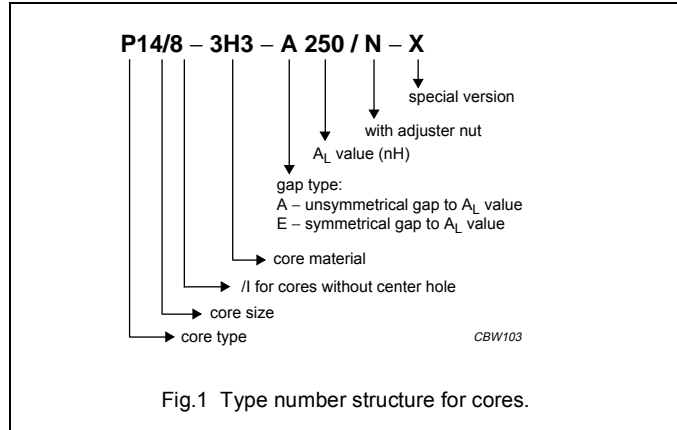 P14/8 – 3H3 – A 250 / N – X
special version
with adjuster nut
AL value (nH)
gap type:
A – unsymmetrical gap to AL value
E – symmetrical gap to AL value
core material
/I for cores without center hole
core size
core type
CBW103
Fig.1 Type number structure for cores.